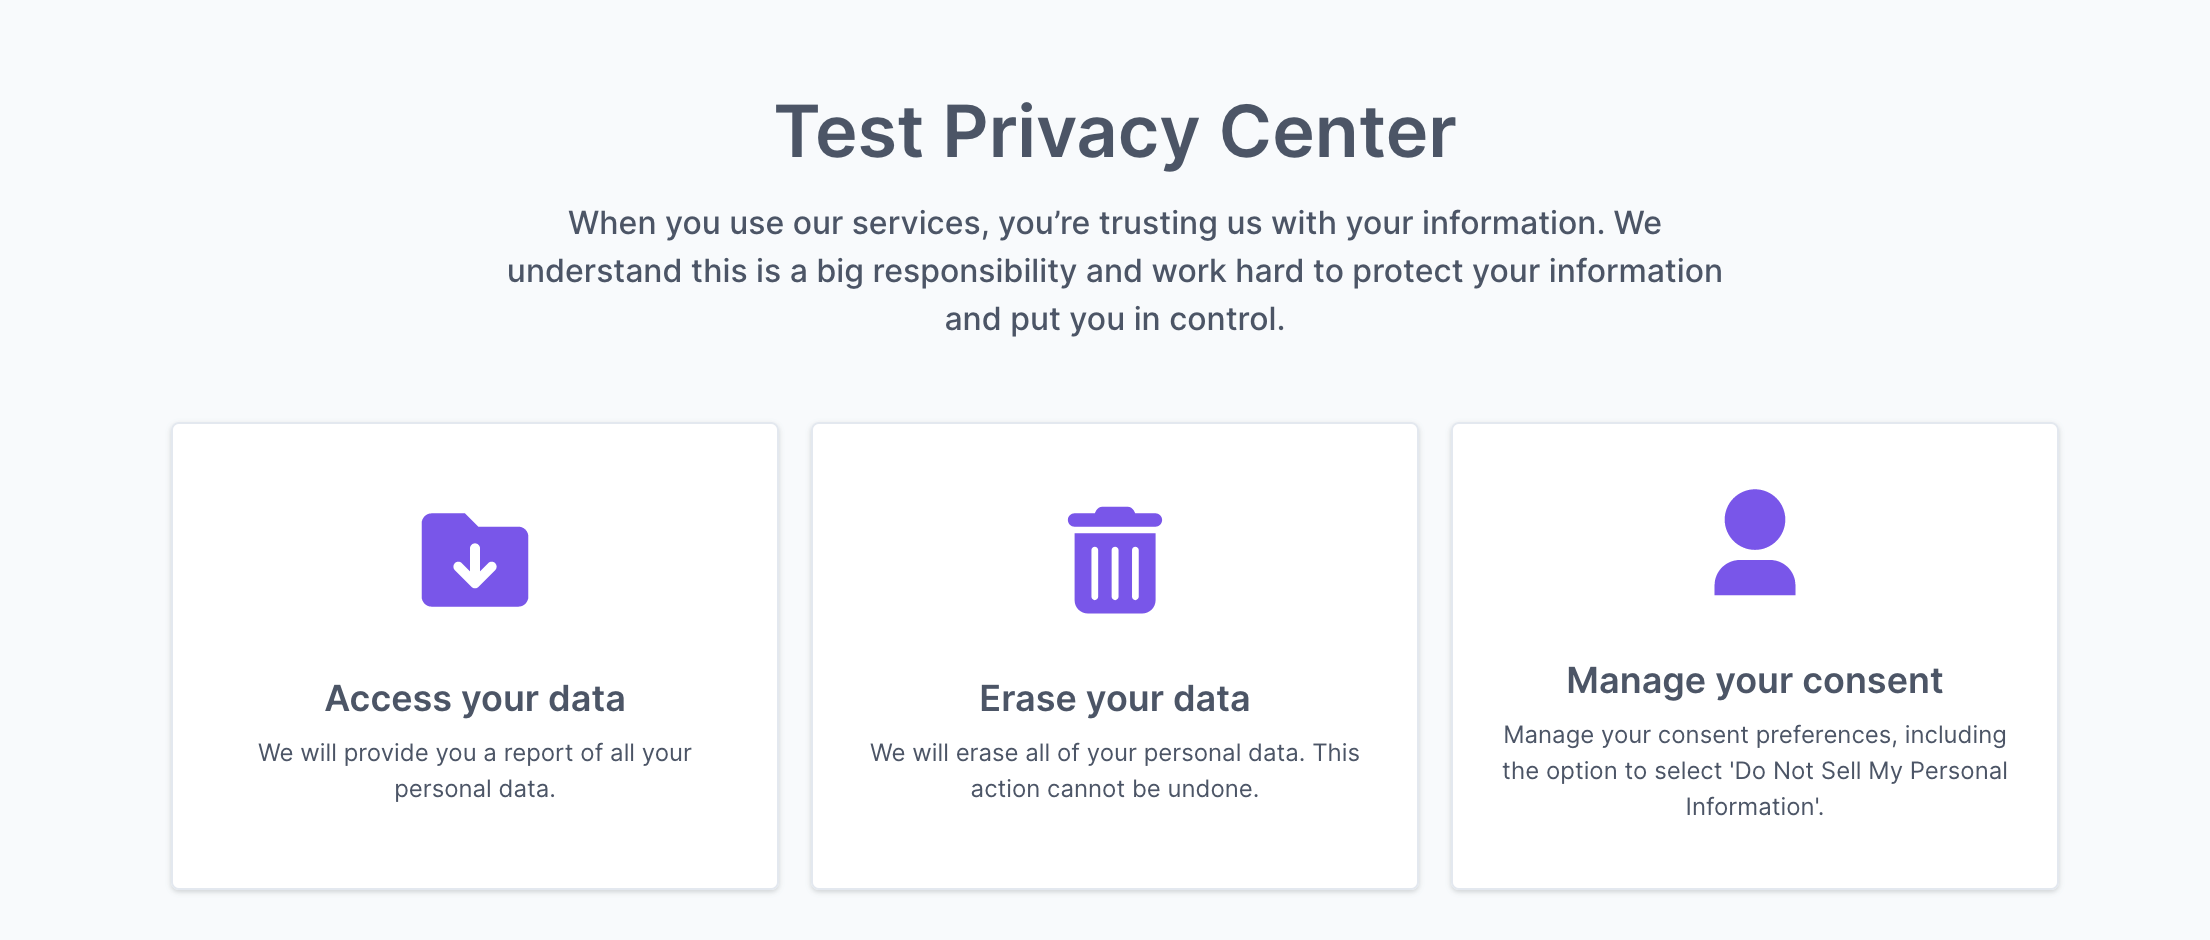 Test Privacy Center
When you use our services, you’re trusting us with your information. We
understand this is a big responsibility and work hard to protect your information
and put you in control.
Access your data
We will provide you a report of all your
personal data.
Erase your data
We will erase all of your personal data. This
action cannot be undone.
Manage your consent
Manage your consent preferences, including
the option to select 'Do Not Sell My Personal
Information'.